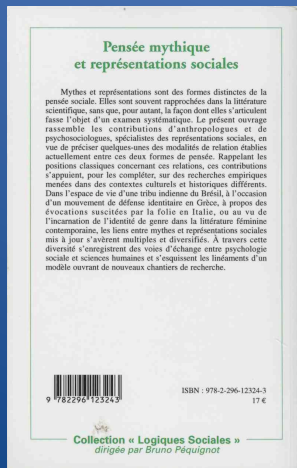 Pensée mythique
et représentations sociales
Mythes et représentations sont des formes distinctes de la
pensée sociale. Elles sont souvent rapprochées dans la littérature
scientifique, sans que, pour autant, la façon dont elles s'articulent
fasse l'objet d'un examen systématique. Le présent ouvrage
rassemble les contributions d'anthropologues et de
psychosociologues, spécialistes des représentations sociales, en
vue de préciser quelques-unes des modalités de relation établies
actuellement entre ces deux formes de pensée. Rappelant les
positions classiques concernant ces relations, ces contributions
s'appuient, pour les compléter, sur des recherches empiriques
menées dans des contextes culturels et historiques différents.
Dans l'espace de vie d'une tribu indienne du Brésil, à l'occasion
d'un mouvement de défense identitaire en Grèce, à propos des
évocations suscitées par la folie en Italie, ou au vu de
l'incarnation de l'identité de genre dans la littérature féminine
contemporaine, les liens entre mythes et représentations sociales
mis à jour s'avèrent multiples et diversifiés. À travers cette
diversité s'enregistrent des voies d'échange entre psychologie
sociale et sciences humaines et s'esquissent les linéaments d'un
modèle ouvrant de nouveaux chantiers de recherche.
ISBN : 978-2-296-12324-3
17 €
9 782296 123243
Collection « Logiques Sociales »
dirigée par Bruno Péquignot